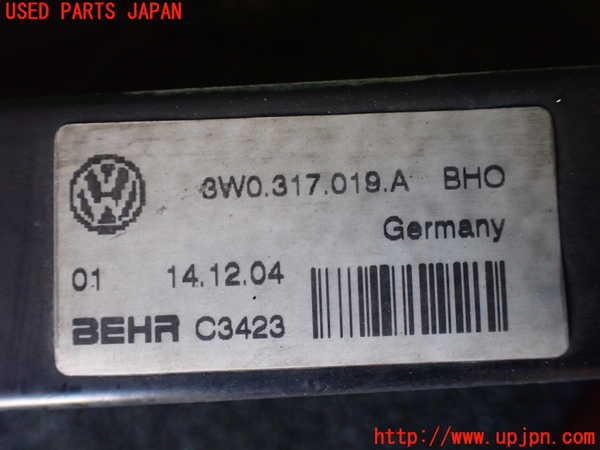 USED PARTS JAPAN
3W0.317.019.A BHO
Germany
01 14.12.04
BEHR C3423
http://www.upjpn.com/